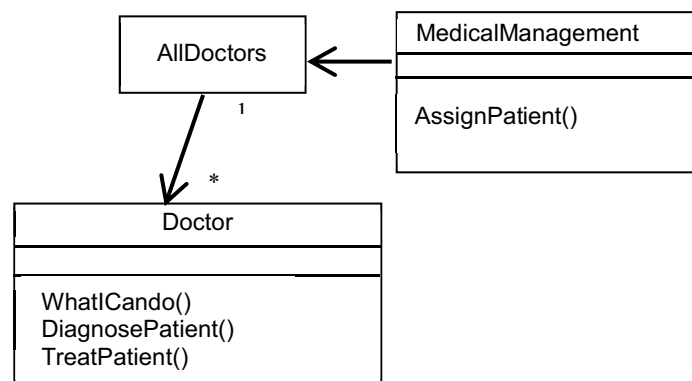 MedicalManagement
AllDoctors
AssignPatient()
1
*
Doctor
WhatICando()
DiagnosePatient()
TreatPatient()